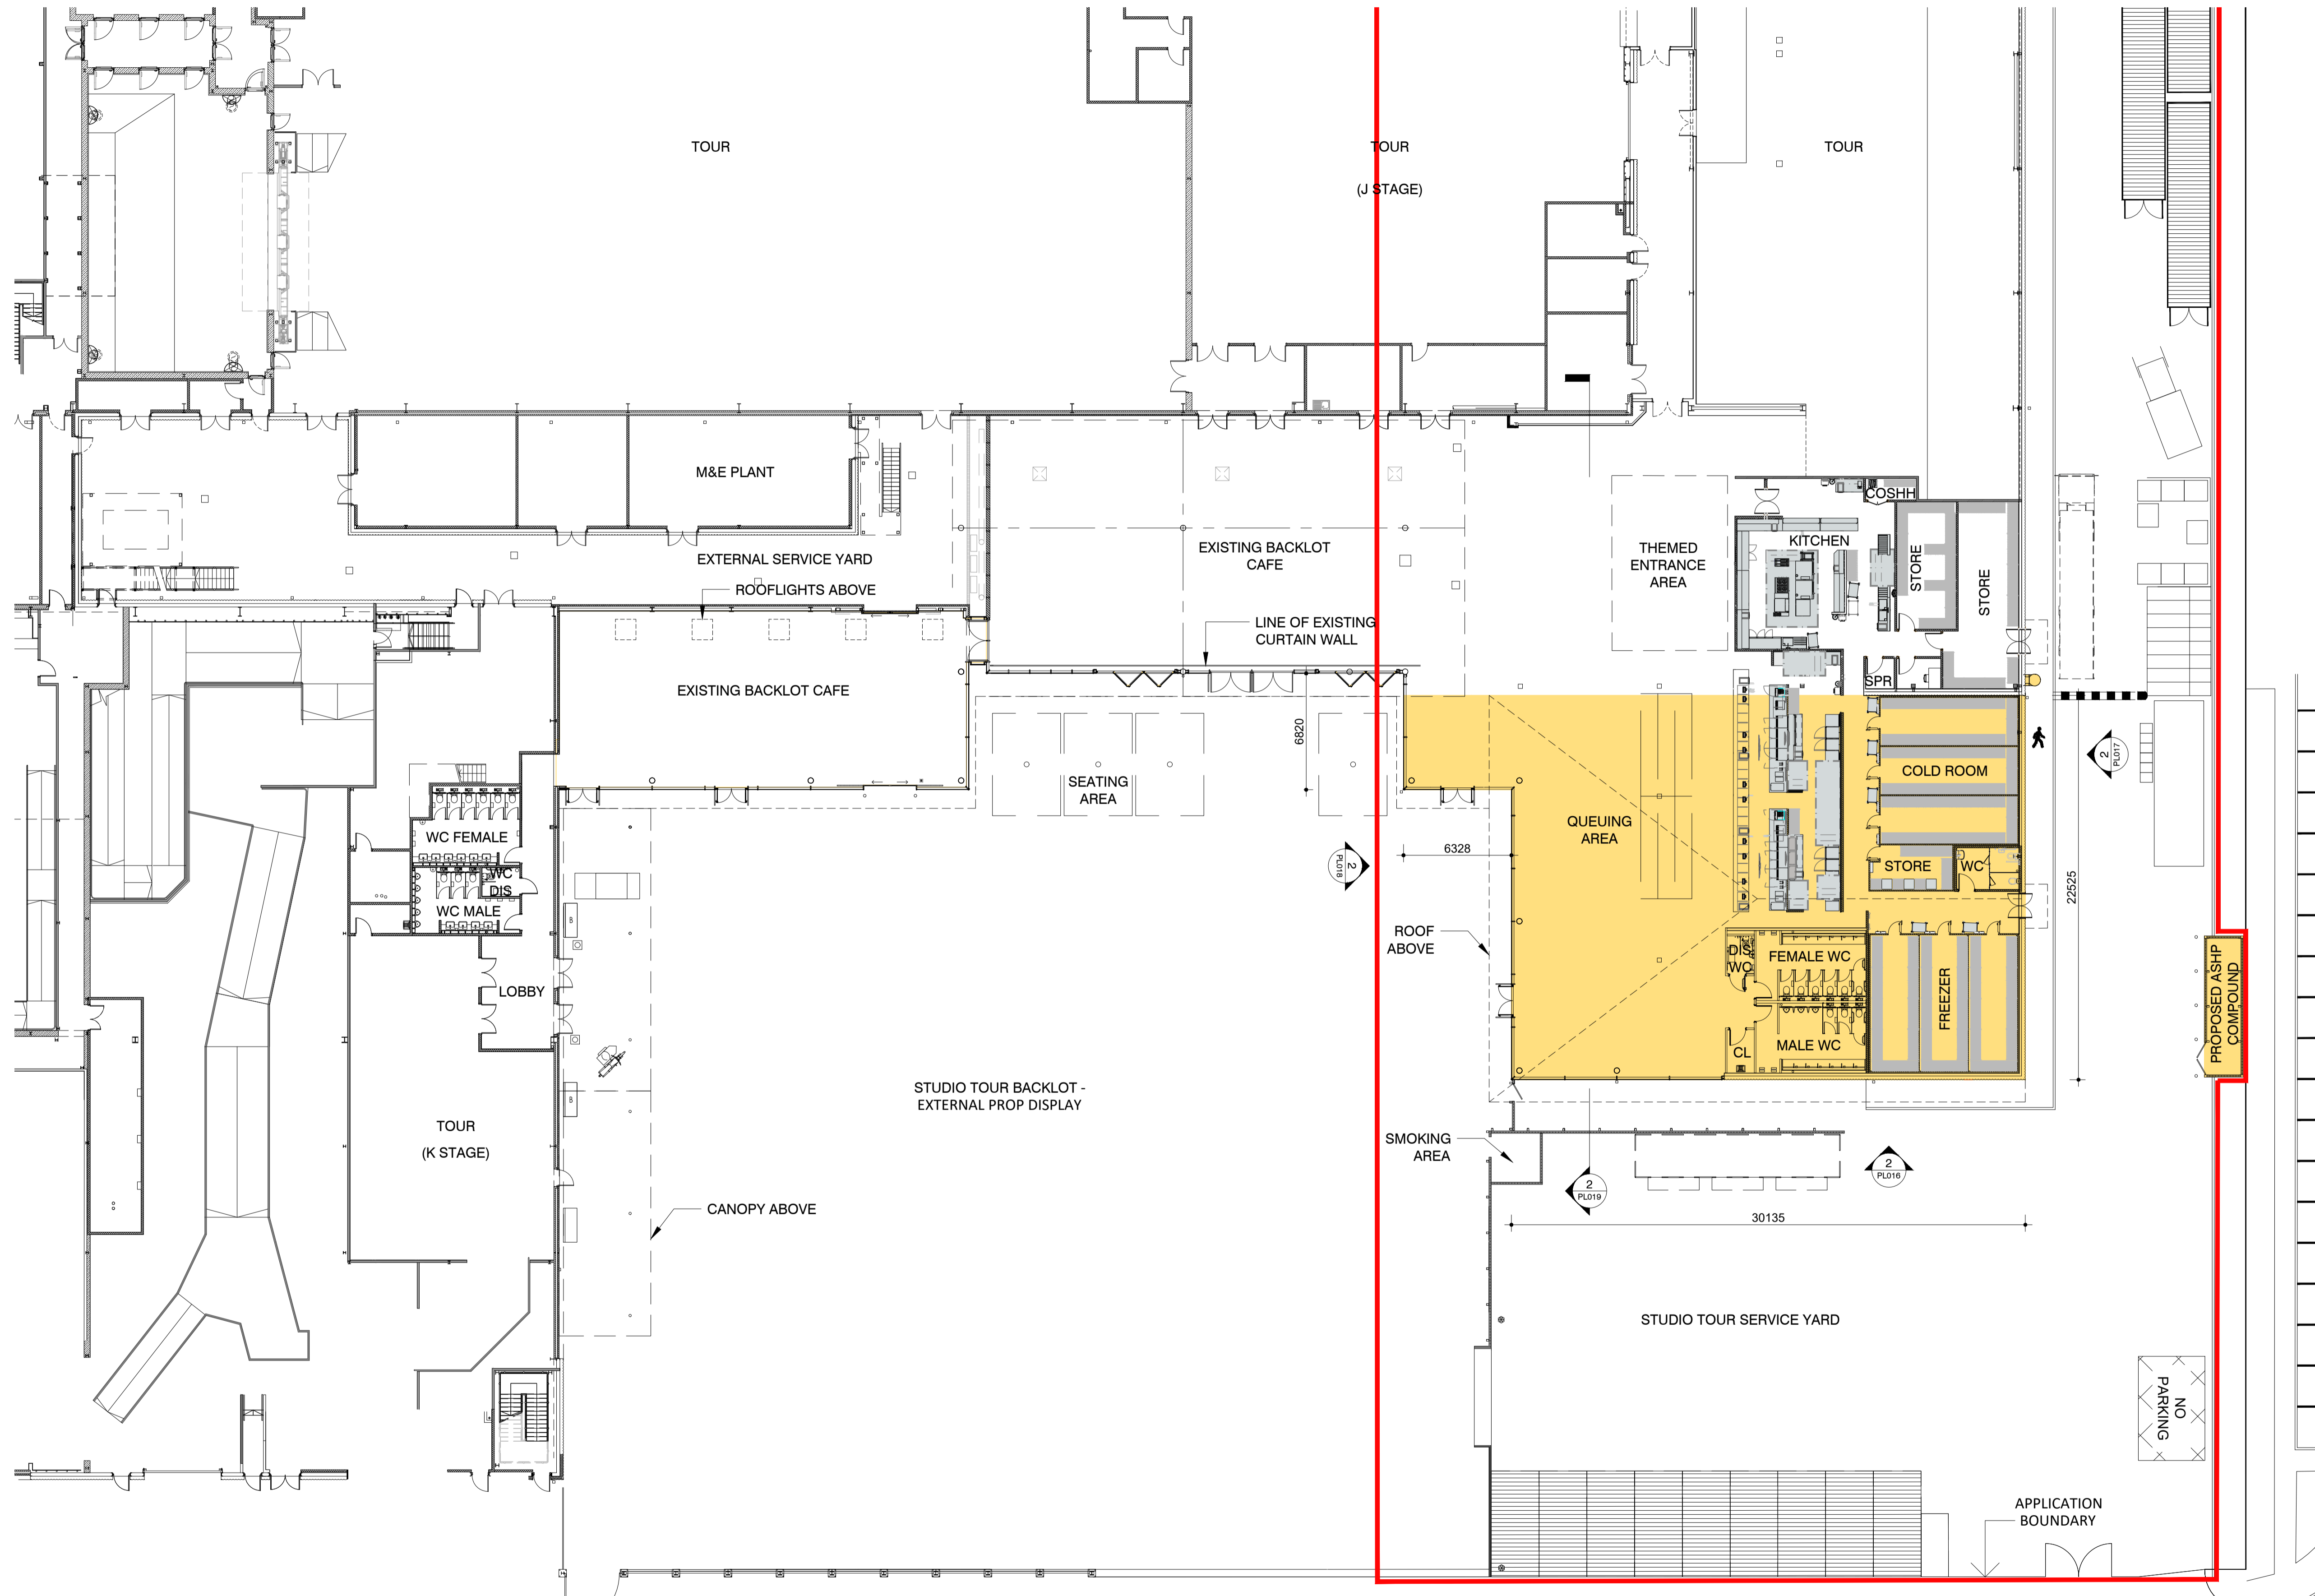 TOUR
TOUR
(J STAGE)
TOUR
M&E PLANT
COSHH
KITCHEN
STORE
STORE
EXISTING BACKLOT
CAFE
THEMED
ENTRANCE
AREA
EXTERNAL SERVICE YARD
ROOFLIGHTS ABOVE
LINE OF EXISTING
CURTAIN WALL
EXISTING BACKLOT CAFE
SPR
6820
2
PL017
COLD ROOM
SEATING
AREA
QUEUING
AREA
WC FEMALE
6328
2
PL018
STORE
WC
WC
DIS
WC MALE
22525
ROOF
ABOVE
DIS
WC
FEMALE WC
FREEZER
PROPOSED ASHP
COMPOUND
LOBBY
CL
MALE WC
STUDIO TOUR BACKLOT -
EXTERNAL PROP DISPLAY
TOUR
(K STAGE)
SMOKING
AREA
2
PL016
2
PL019
CANOPY ABOVE
30135
STUDIO TOUR SERVICE YARD
NO
PARKING
APPLICATION
BOUNDARY